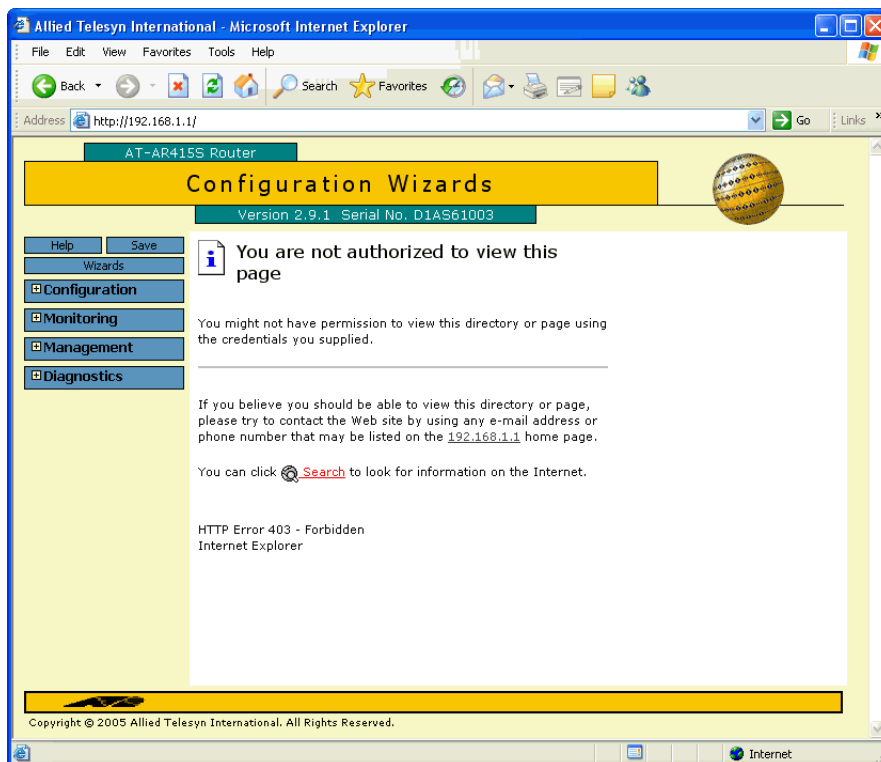 Allied Telesyn International - Microsoft Internet Explorer
File Edit View Favorites Tools Help
Back Search Favorites
Address http://192.168.1.1/ Go Links »
AT-AR415S Router
Configuration Wizards
Version 2.9.1 Serial No. D1AS61003
Help Save
Wizards
Configuration
Monitoring
Management
Diagnostics
You are not authorized to view this
page
You might not have permission to view this directory or page using
the credentials you supplied.
If you believe you should be able to view this directory or page,
please try to contact the Web site by using any e-mail address or
phone number that may be listed on the 192.168.1.1 home page.
You can click Search to look for information on the Internet.
HTTP Error 403 - Forbidden
Internet Explorer
Copyright © 2005 Allied Telesyn International. All Rights Reserved.
Internet